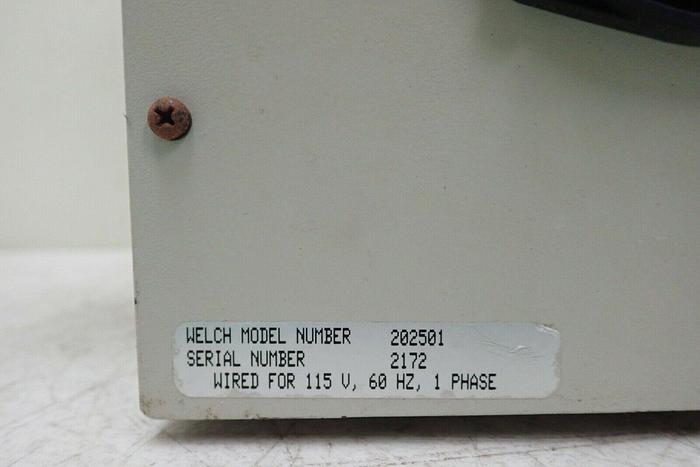 WELCH MODEL NUMBER 202501
SERIAL NUMBER 2172
WIRED FOR 115 V, 60 HZ, 1 PHASE